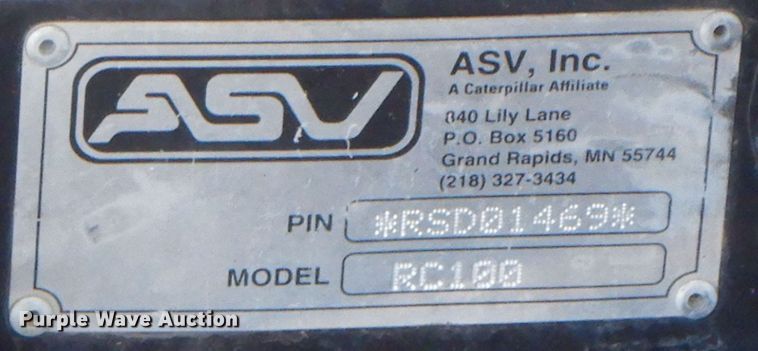 ASV
ASV, Inc.
A Caterpillar Affiliate
840 Lily Lane
P.O. Box 5160
Grand Rapids, MN 55744
(218) 327-3434
PIN *RSD01469*
MODEL RC100
Purple Wave Auction